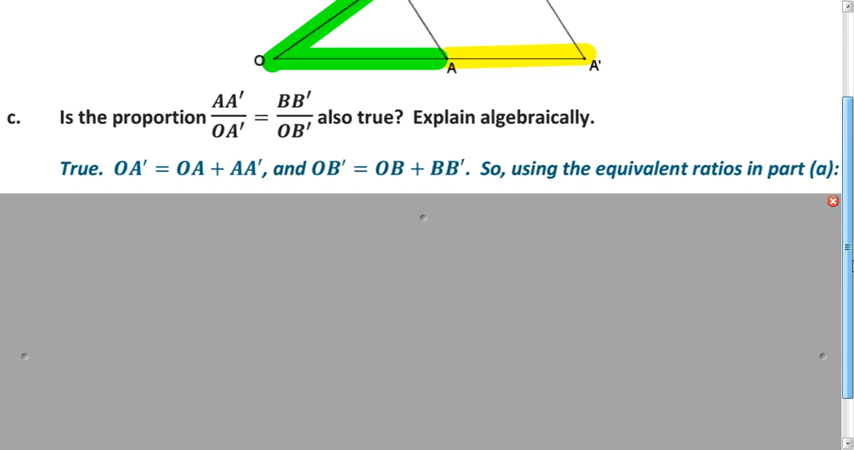 O
A
A'
c. Is the proportion AA′/OA′ = BB′/OB′ also true? Explain algebraically.
True. OA′ = OA + AA′, and OB′ = OB + BB′. So, using the equivalent ratios in part (a):